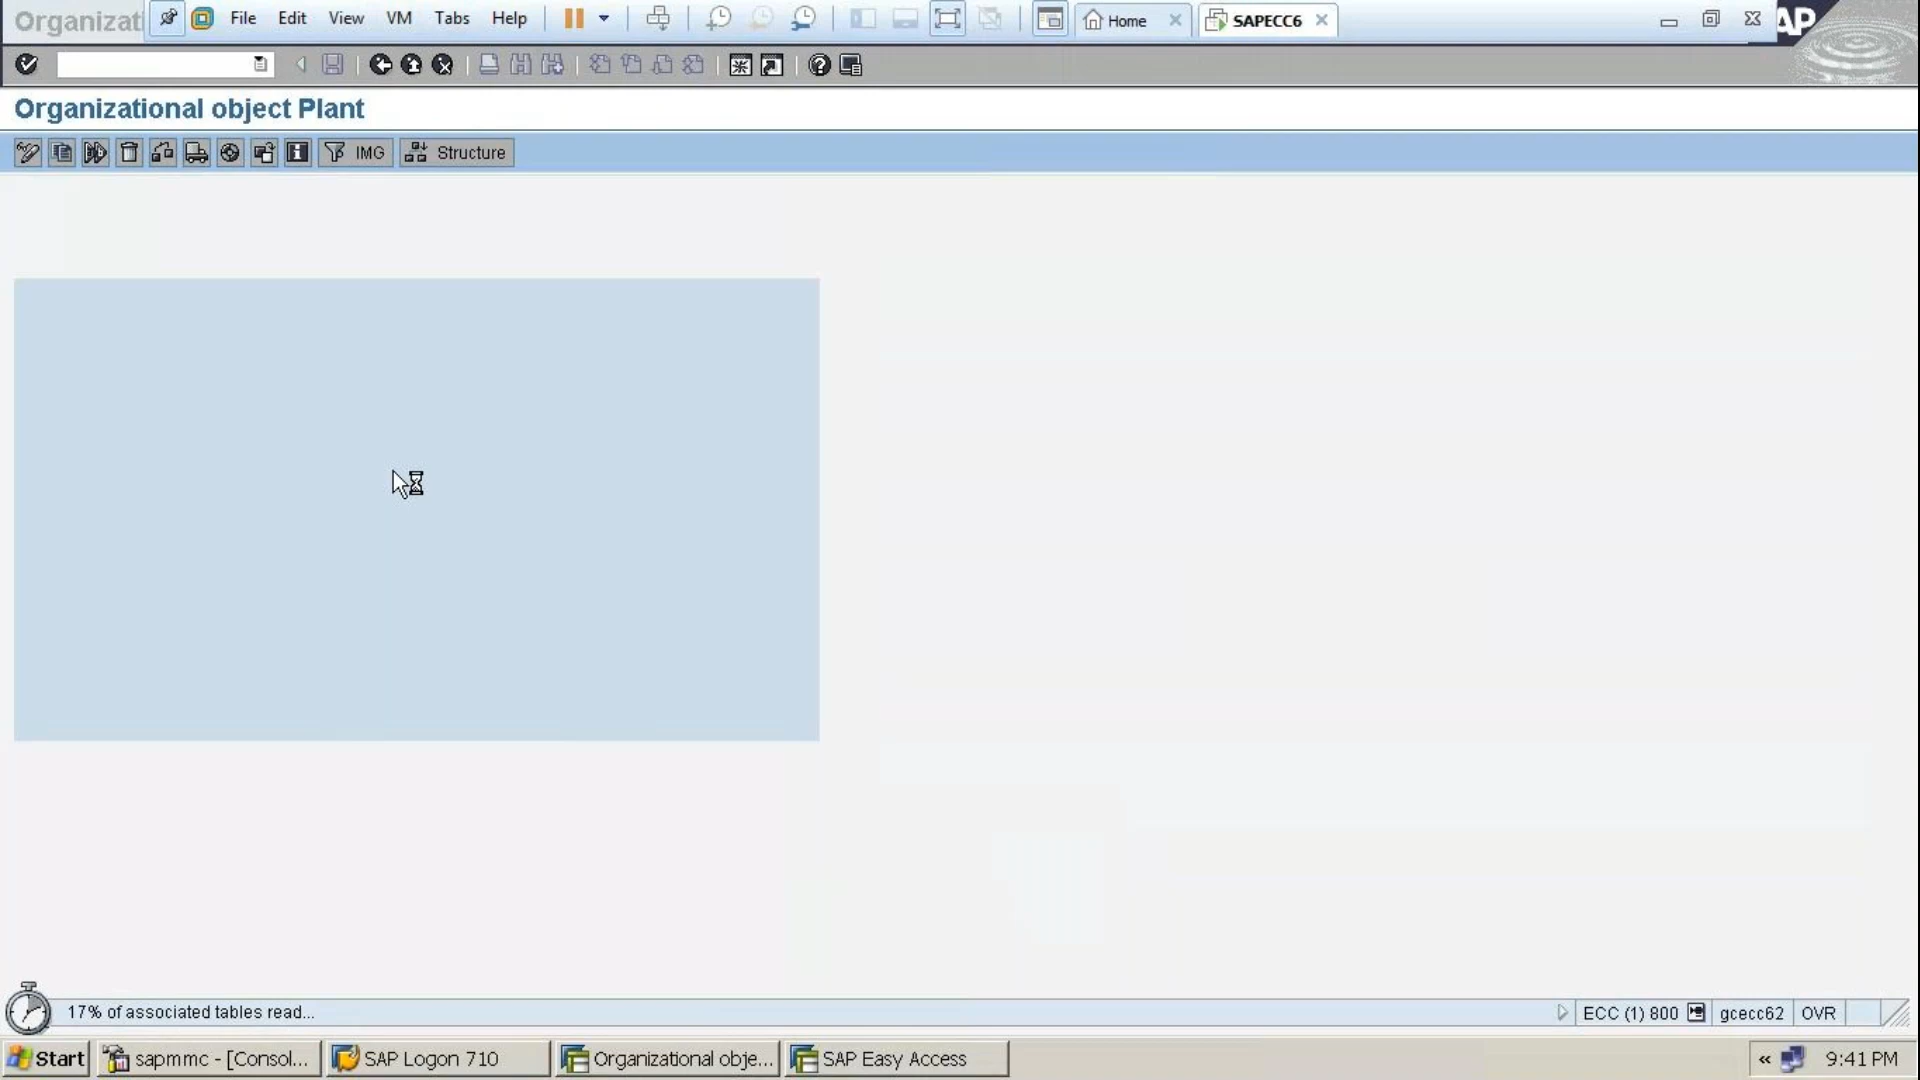 Organizati File Edit View VM Tabs Help Home SAPECC6 AP
Organizational object Plant
IMG Structure
17% of associated tables read...
ECC (1) 800 gcecc62 OVR
Start sapmmc - [Consol... SAP Logon 710 Organizational obje... SAP Easy Access « 9:41 PM